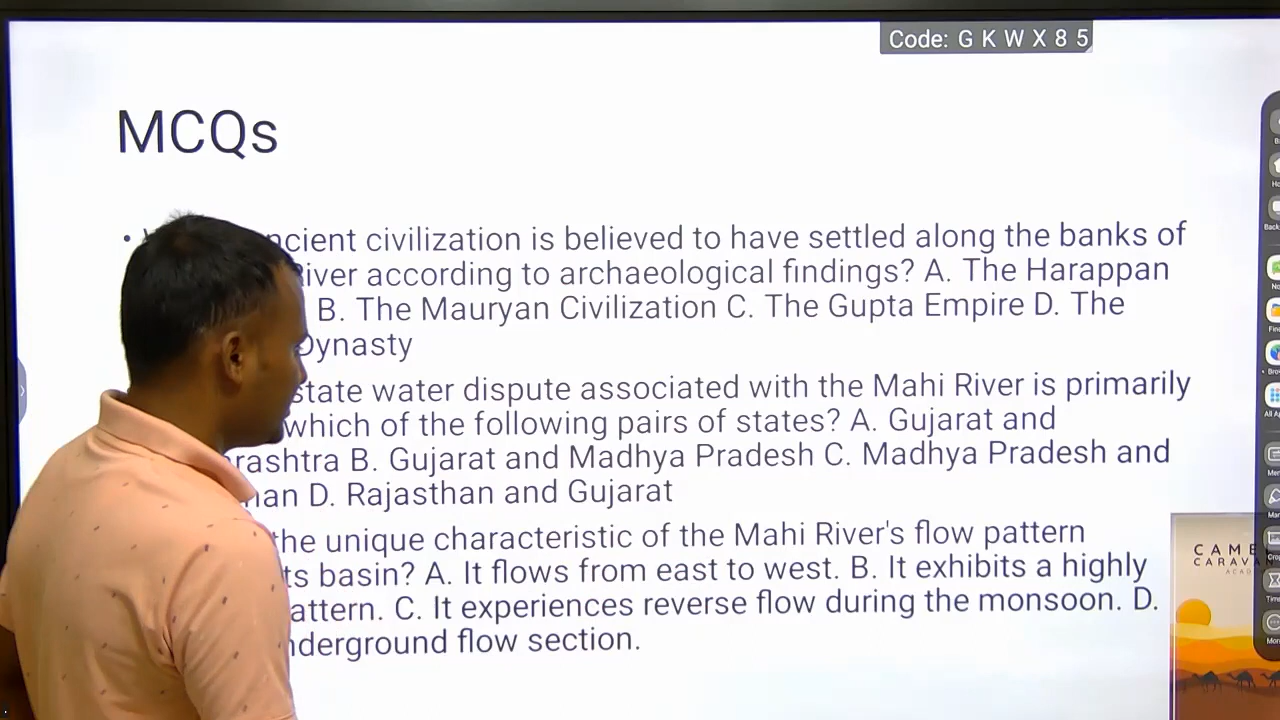 Code: G K W X 8 5
MCQs
ncient civilization is believed to have settled along the banks of
River according to archaeological findings? A. The Harappan
B. The Mauryan Civilization C. The Gupta Empire D. The
Dynasty
state water dispute associated with the Mahi River is primarily
which of the following pairs of states? A. Gujarat and
rashtra B. Gujarat and Madhya Pradesh C. Madhya Pradesh and
han D. Rajasthan and Gujarat
the unique characteristic of the Mahi River's flow pattern
ts basin? A. It flows from east to west. B. It exhibits a highly
attern. C. It experiences reverse flow during the monsoon. D.
nderground flow section.
CAME
CARAVAN